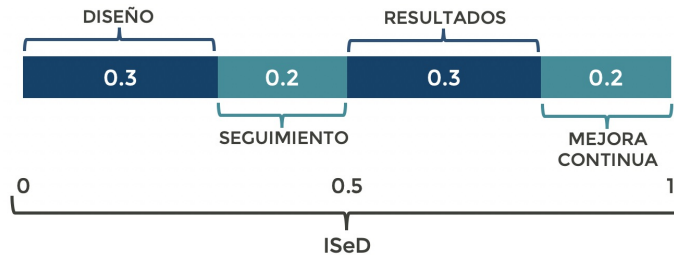 DISEÑO
RESULTADOS
0.3
0.2
0.3
0.2
SEGUIMIENTO
MEJORA
CONTINUA
0
0.5
1
ISeD